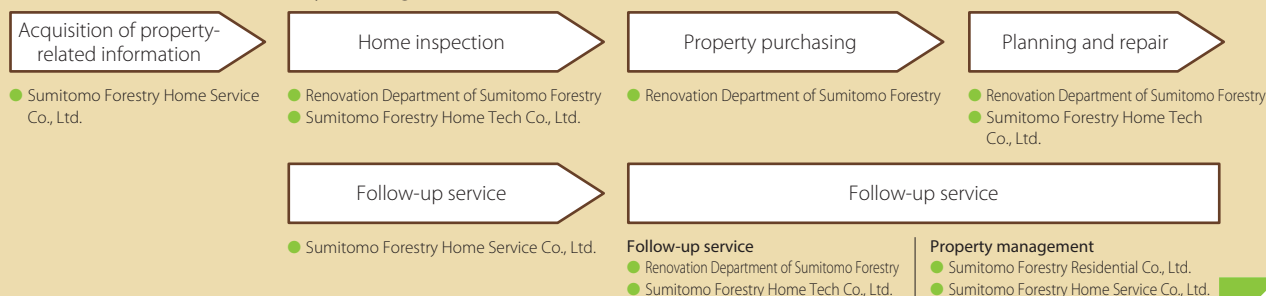 Acquisition of property-
related information
Home inspection
Property purchasing
Planning and repair
Sumitomo Forestry Home Service
Co., Ltd.
Renovation Department of Sumitomo Forestry
Sumitomo Forestry Home Tech Co., Ltd.
Renovation Department of Sumitomo Forestry
Renovation Department of Sumitomo Forestry
Sumitomo Forestry Home Tech
Co., Ltd.
Follow-up service
Follow-up service
Sumitomo Forestry Home Service Co., Ltd.
Follow-up service
Renovation Department of Sumitomo Forestry
Sumitomo Forestry Home Tech Co., Ltd.
Property management
Sumitomo Forestry Residential Co., Ltd.
Sumitomo Forestry Home Service Co., Ltd.